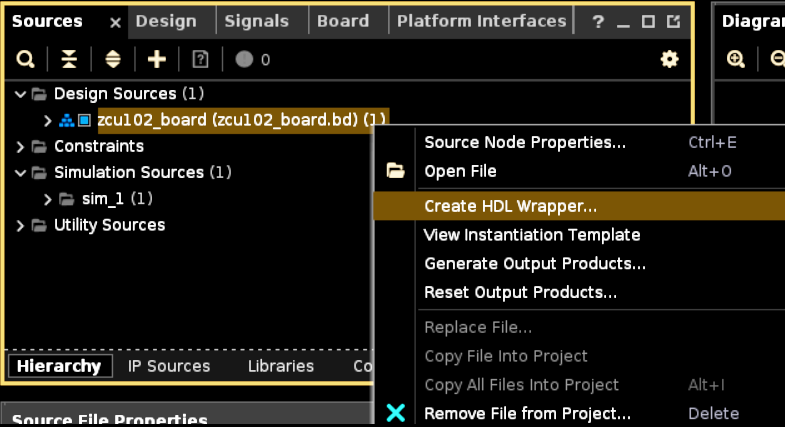 Sources × Design Signals Board Platform Interfaces ? Diagra
0
Design Sources (1)
zcu102_board (zcu102_board.bd) (1)
Constraints
Simulation Sources (1)
sim_1 (1)
Utility Sources
Hierarchy IP Sources Libraries Co
Source File Properties
Source Node Properties... Ctrl+E
Open File Alt+O
Create HDL Wrapper...
View Instantiation Template
Generate Output Products...
Reset Output Products...
Replace File...
Copy File Into Project
Copy All Files Into Project Alt+I
Remove File from Project... Delete